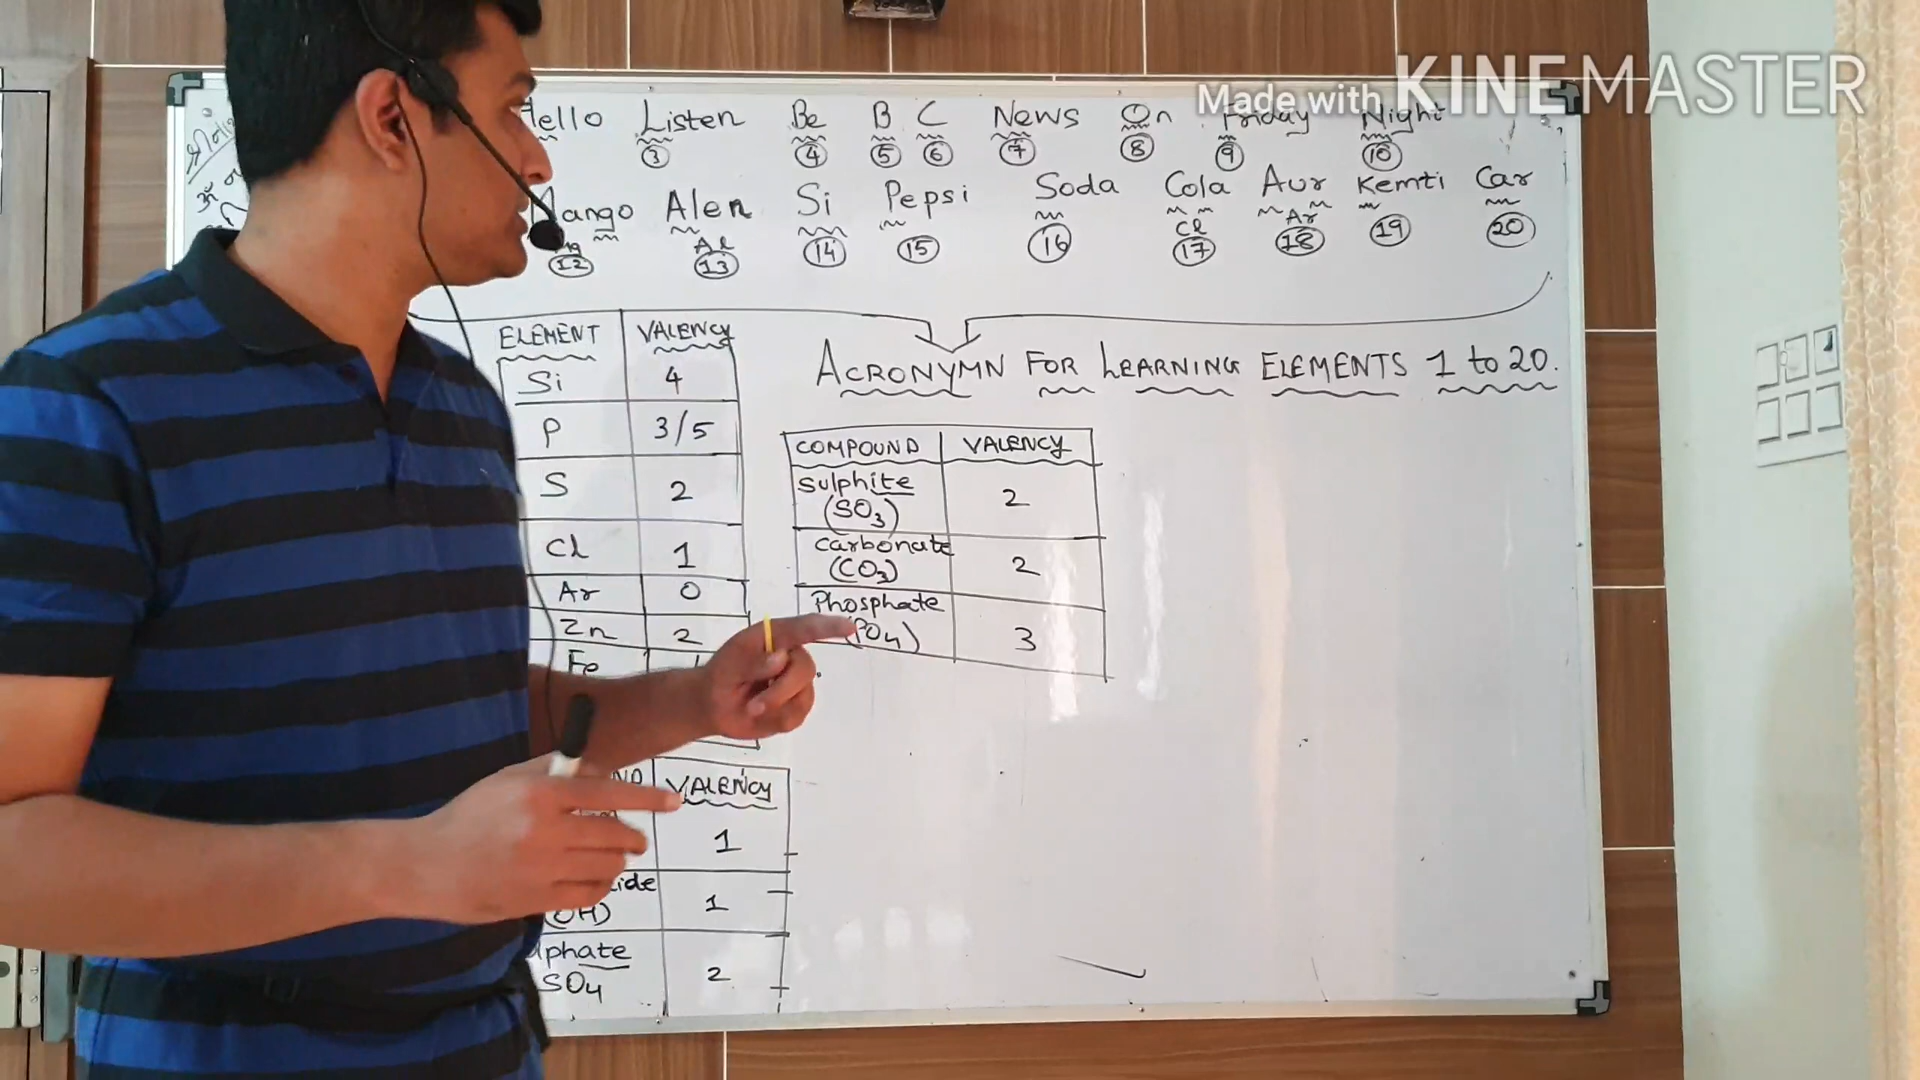 Made with KINEMASTER
Hello Listen Be B C News On Friday Night
3 4 5 6 7 8 9 10
Mango Alen Si Pepsi Soda Cola Aur Kemti Car
Mg Al Cl Ar
12 13 14 15 16 17 18 19 20
ACRONYMN FOR LEARNING ELEMENTS 1 to 20.
ELEMENT VALENCY
Si 4
P 3/5
S 2
Cl 1
Ar 0
Zn 2
Fe
COMPOUND VALENCY
Sulphite 2
(SO3)
Carbonate 2
(CO3)
Phosphate 3
(PO4)
VALENCY
1
(OH) 1
SO4 2